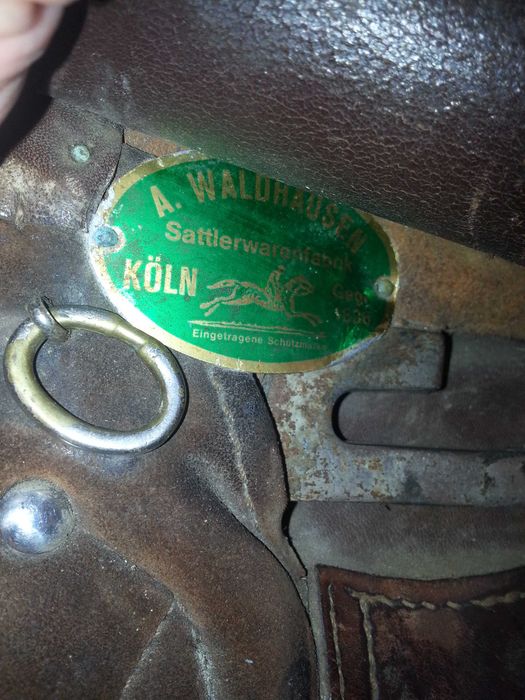 A. WALDHAUSEN
Sattlerwarenfabrik
KÖLN
Gegr.
Eingetragene Schutzmarke